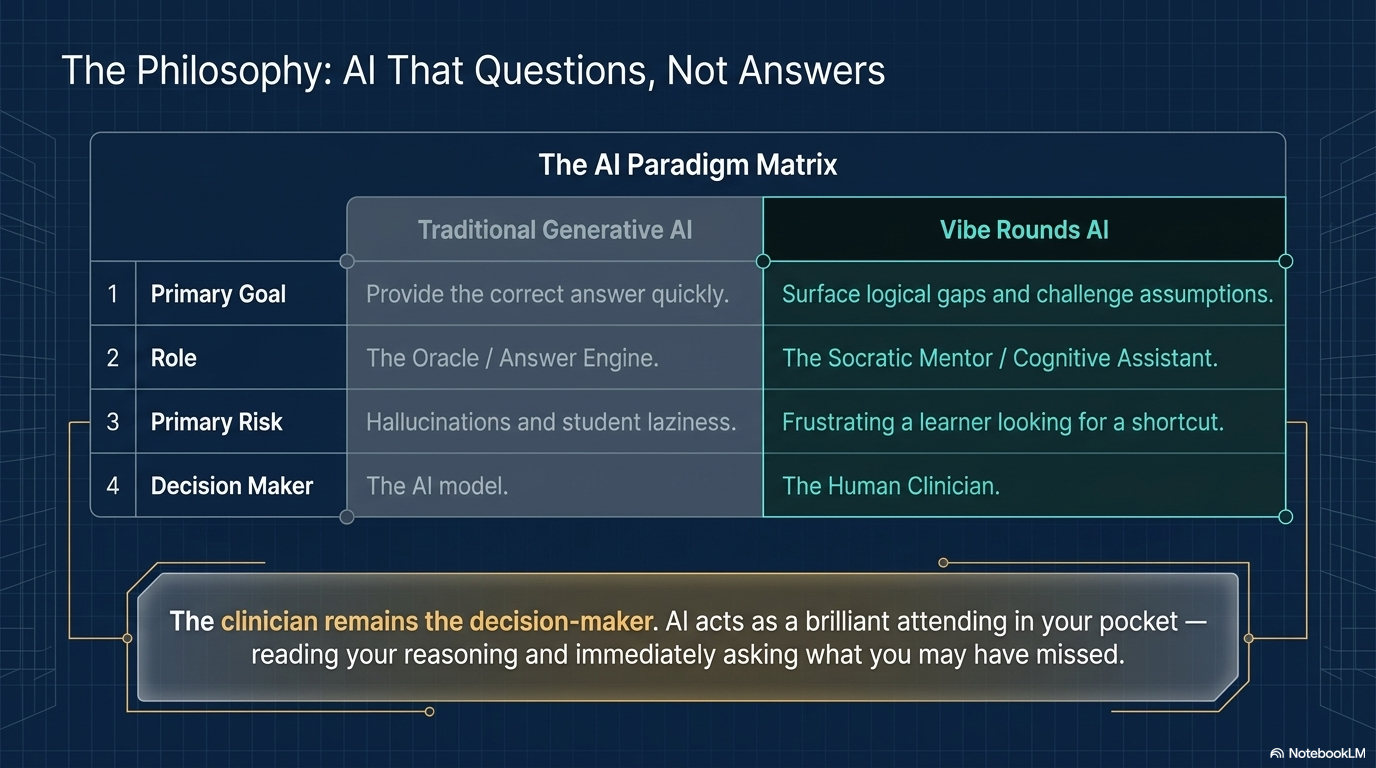 The Philosophy: AI That Questions, Not Answers
The AI Paradigm Matrix
Traditional Generative AI
Vibe Rounds AI
1 Primary Goal Provide the correct answer quickly. Surface logical gaps and challenge assumptions.
2 Role The Oracle / Answer Engine. The Socratic Mentor / Cognitive Assistant.
3 Primary Risk Hallucinations and student laziness. Frustrating a learner looking for a shortcut.
4 Decision Maker The AI model. The Human Clinician.
The clinician remains the decision-maker. AI acts as a brilliant attending in your pocket —
reading your reasoning and immediately asking what you may have missed.
NotebookLM